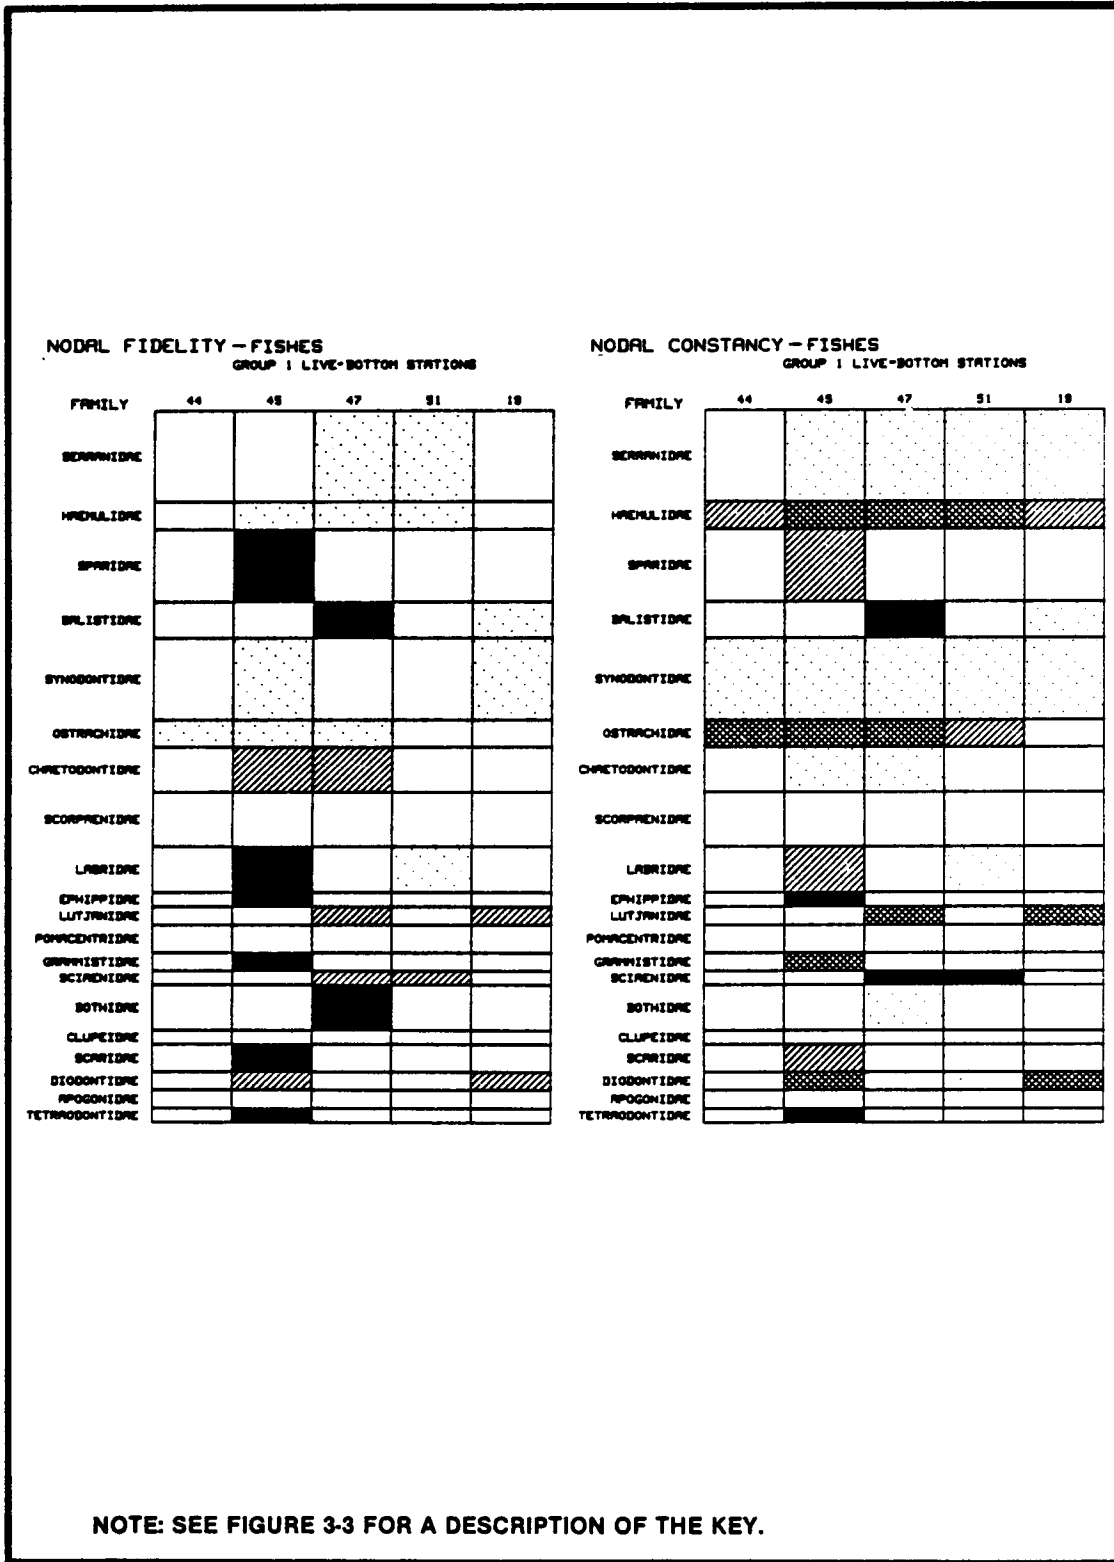 NODAL FIDELITY - FISHES
GROUP 1 LIVE-BOTTOM STATIONS
FAMILY 44 45 47 51 19
SERRANIDAE
HAEMULIDAE
SPARIDAE
BALISTIDAE
SYNODONTIDAE
OSTRACHIDAE
CHAETODONTIDAE
SCORPAENIDAE
LABRIDAE
EPHIPPIDAE
LUTJANIDAE
POMACENTRIDAE
GRAMMISTIDAE
SCIAENIDAE
BOTHIDAE
CLUPEIDAE
SCARIDAE
DIODONTIDAE
APOGONIDAE
TETRAODONTIDAE
NODAL CONSTANCY - FISHES
GROUP 1 LIVE-BOTTOM STATIONS
FAMILY 44 45 47 51 19
SERRANIDAE
HAEMULIDAE
SPARIDAE
BALISTIDAE
SYNODONTIDAE
OSTRACHIDAE
CHAETODONTIDAE
SCORPAENIDAE
LABRIDAE
EPHIPPIDAE
LUTJANIDAE
POMACENTRIDAE
GRAMMISTIDAE
SCIAENIDAE
BOTHIDAE
CLUPEIDAE
SCARIDAE
DIODONTIDAE
APOGONIDAE
TETRAODONTIDAE
NOTE: SEE FIGURE 3-3 FOR A DESCRIPTION OF THE KEY.